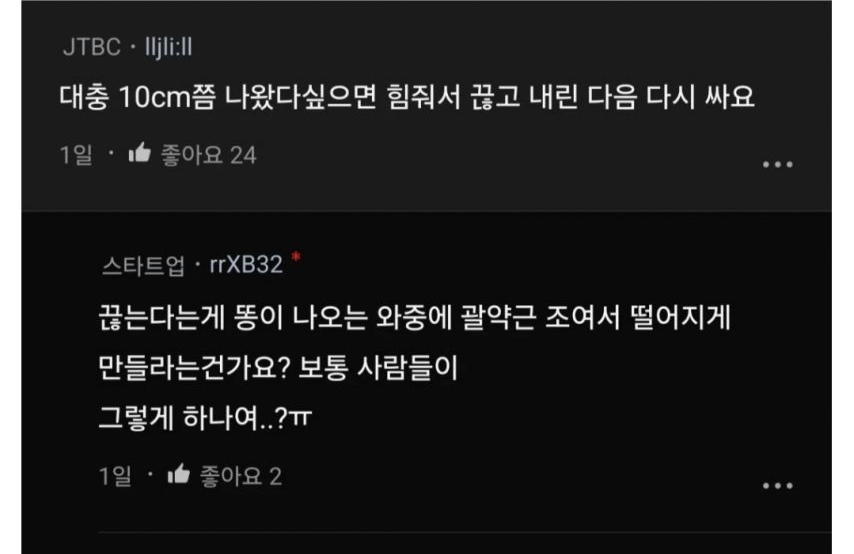 JTBC · lljli:ll
대충 10cm쯤 나왔다싶으면 힘줘서 끊고 내린 다음 다시 싸요
1일 · 좋아요 24
스타트업 · rrXB32 *
끊는다는게 똥이 나오는 와중에 괄약근 조여서 떨어지게
만들라는건가요? 보통 사람들이
그렇게 하나여..?ㅠ
1일 · 좋아요 2